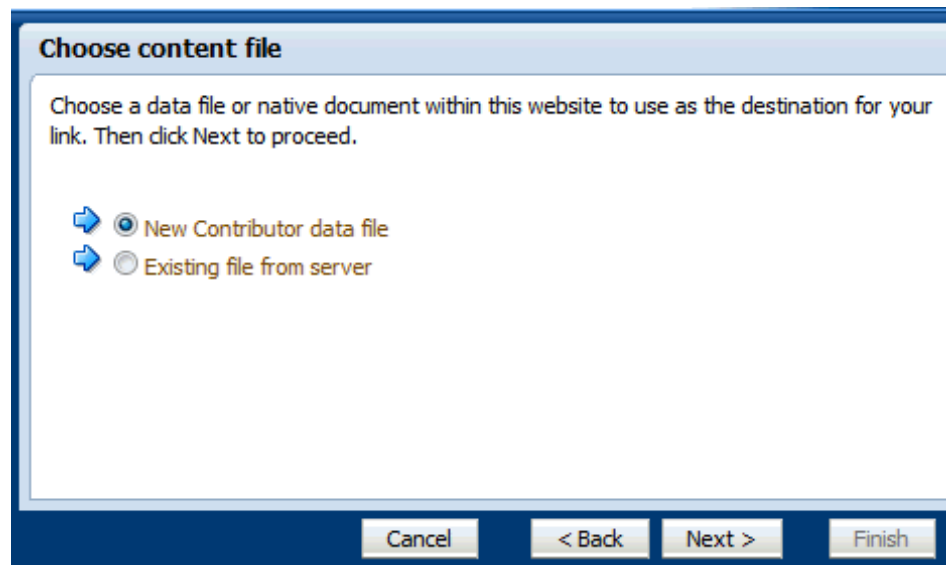 Choose content file
Choose a data file or native document within this website to use as the destination for your
link. Then click Next to proceed.
New Contributor data file
Existing file from server
Cancel
< Back
Next >
Finish